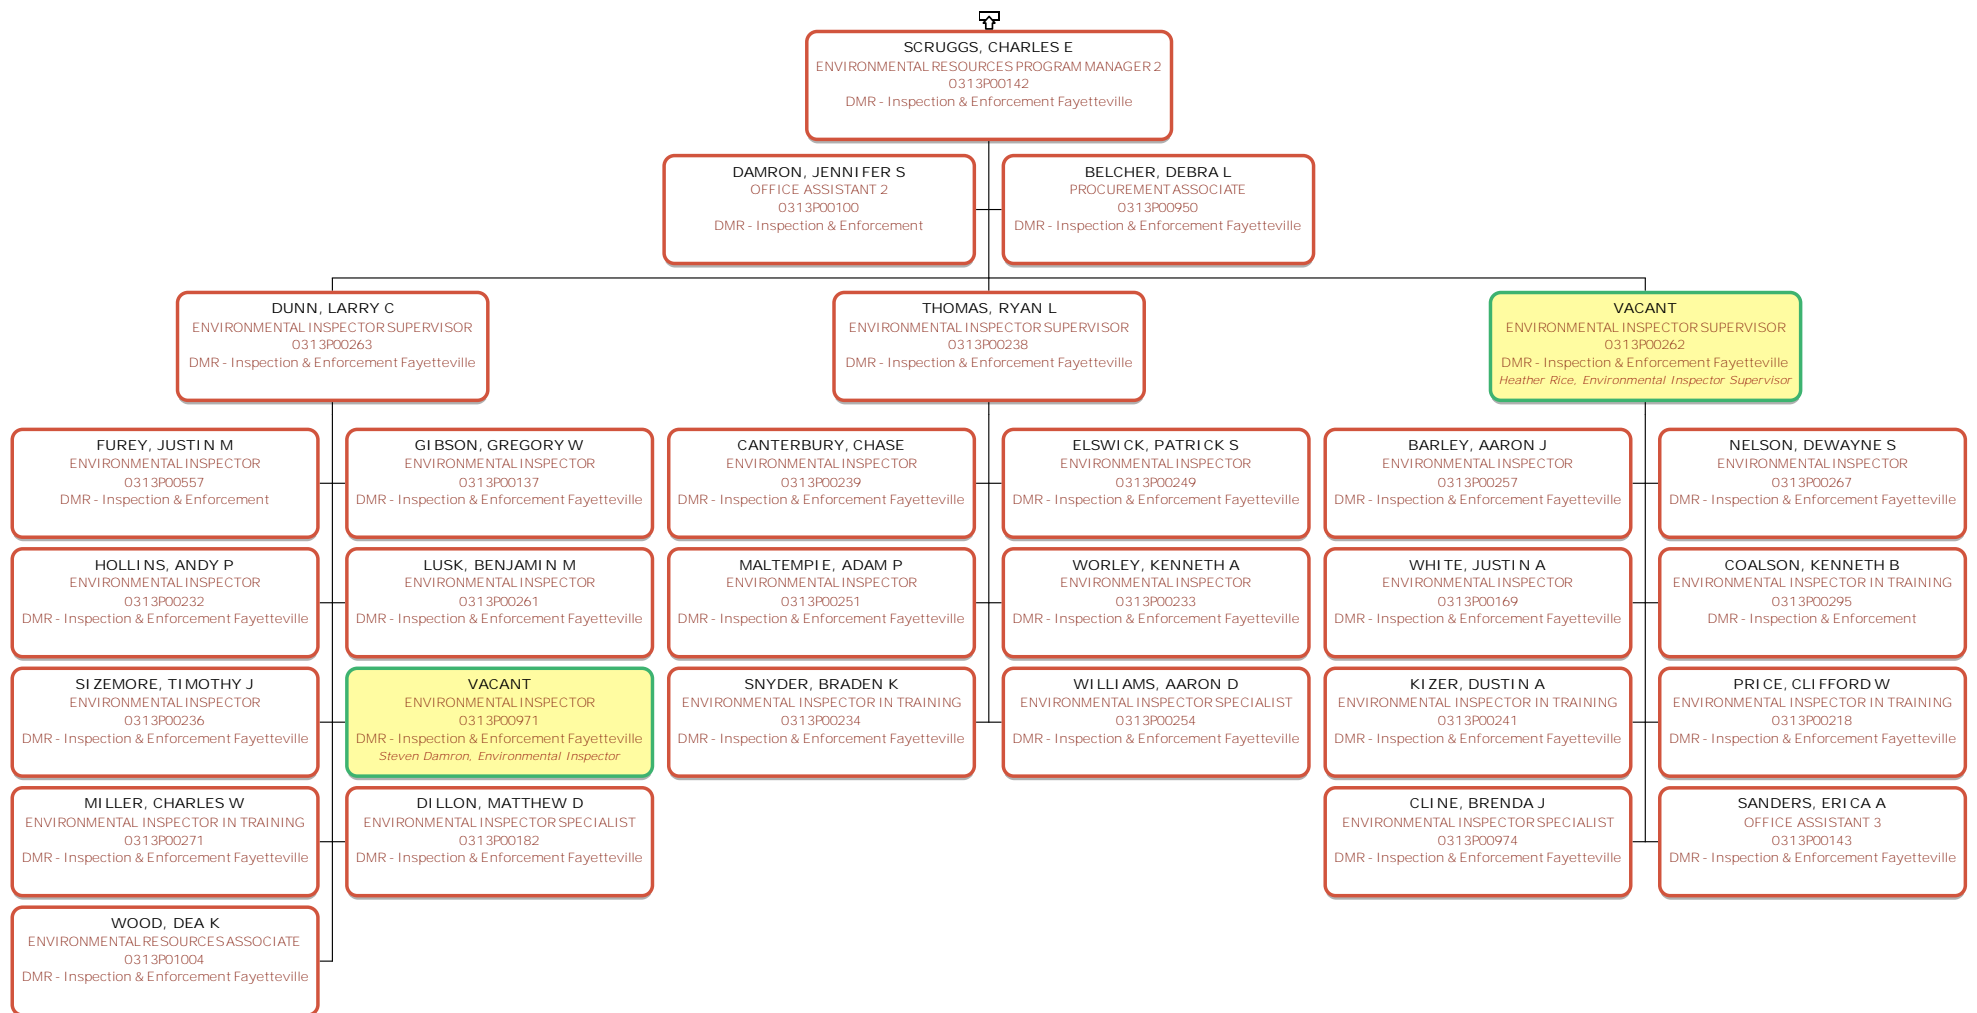 SCRUGGS, CHARLES E
ENVIRONMENTAL RESOURCES PROGRAM MANAGER 2
0313P00142
DMR - Inspection & Enforcement Fayetteville
DAMRON, JENNIFER S
OFFICE ASSISTANT 2
0313P00100
DMR - Inspection & Enforcement
BELCHER, DEBRA L
PROCUREMENT ASSOCIATE
0313P00950
DMR - Inspection & Enforcement Fayetteville
DUNN, LARRY C
ENVIRONMENTAL INSPECTOR SUPERVISOR
0313P00263
DMR - Inspection & Enforcement Fayetteville
THOMAS, RYAN L
ENVIRONMENTAL INSPECTOR SUPERVISOR
0313P00238
DMR - Inspection & Enforcement Fayetteville
VACANT
ENVIRONMENTAL INSPECTOR SUPERVISOR
0313P00262
DMR - Inspection & Enforcement Fayetteville
Heather Rice, Environmental Inspector Supervisor
FUREY, JUSTIN M
ENVIRONMENTAL INSPECTOR
0313P00557
DMR - Inspection & Enforcement
GIBSON, GREGORY W
ENVIRONMENTAL INSPECTOR
0313P00137
DMR - Inspection & Enforcement Fayetteville
CANTERBURY, CHASE
ENVIRONMENTAL INSPECTOR
0313P00239
DMR - Inspection & Enforcement Fayetteville
ELSWICK, PATRICK S
ENVIRONMENTAL INSPECTOR
0313P00249
DMR - Inspection & Enforcement Fayetteville
BARLEY, AARON J
ENVIRONMENTAL INSPECTOR
0313P00257
DMR - Inspection & Enforcement Fayetteville
NELSON, DEWAYNE S
ENVIRONMENTAL INSPECTOR
0313P00267
DMR - Inspection & Enforcement Fayetteville
HOLLINS, ANDY P
ENVIRONMENTAL INSPECTOR
0313P00232
DMR - Inspection & Enforcement Fayetteville
LUSK, BENJAMIN M
ENVIRONMENTAL INSPECTOR
0313P00261
DMR - Inspection & Enforcement Fayetteville
MALTEMPIE, ADAM P
ENVIRONMENTAL INSPECTOR
0313P00251
DMR - Inspection & Enforcement Fayetteville
WORLEY, KENNETH A
ENVIRONMENTAL INSPECTOR
0313P00233
DMR - Inspection & Enforcement Fayetteville
WHITE, JUSTIN A
ENVIRONMENTAL INSPECTOR
0313P00169
DMR - Inspection & Enforcement Fayetteville
COALSON, KENNETH B
ENVIRONMENTAL INSPECTOR IN TRAINING
0313P00295
DMR - Inspection & Enforcement
SIZEMORE, TIMOTHY J
ENVIRONMENTAL INSPECTOR
0313P00236
DMR - Inspection & Enforcement Fayetteville
VACANT
ENVIRONMENTAL INSPECTOR
0313P00971
DMR - Inspection & Enforcement Fayetteville
Steven Damron, Environmental Inspector
SNYDER, BRADEN K
ENVIRONMENTAL INSPECTOR IN TRAINING
0313P00234
DMR - Inspection & Enforcement Fayetteville
WILLIAMS, AARON D
ENVIRONMENTAL INSPECTOR SPECIALIST
0313P00254
DMR - Inspection & Enforcement Fayetteville
KIZER, DUSTIN A
ENVIRONMENTAL INSPECTOR IN TRAINING
0313P00241
DMR - Inspection & Enforcement Fayetteville
PRICE, CLIFFORD W
ENVIRONMENTAL INSPECTOR IN TRAINING
0313P00218
DMR - Inspection & Enforcement Fayetteville
MILLER, CHARLES W
ENVIRONMENTAL INSPECTOR IN TRAINING
0313P00271
DMR - Inspection & Enforcement Fayetteville
DILLON, MATTHEW D
ENVIRONMENTAL INSPECTOR SPECIALIST
0313P00182
DMR - Inspection & Enforcement Fayetteville
CLINE, BRENDA J
ENVIRONMENTAL INSPECTOR SPECIALIST
0313P00974
DMR - Inspection & Enforcement Fayetteville
SANDERS, ERICA A
OFFICE ASSISTANT 3
0313P00143
DMR - Inspection & Enforcement Fayetteville
WOOD, DEA K
ENVIRONMENTAL RESOURCES ASSOCIATE
0313P01004
DMR - Inspection & Enforcement Fayetteville